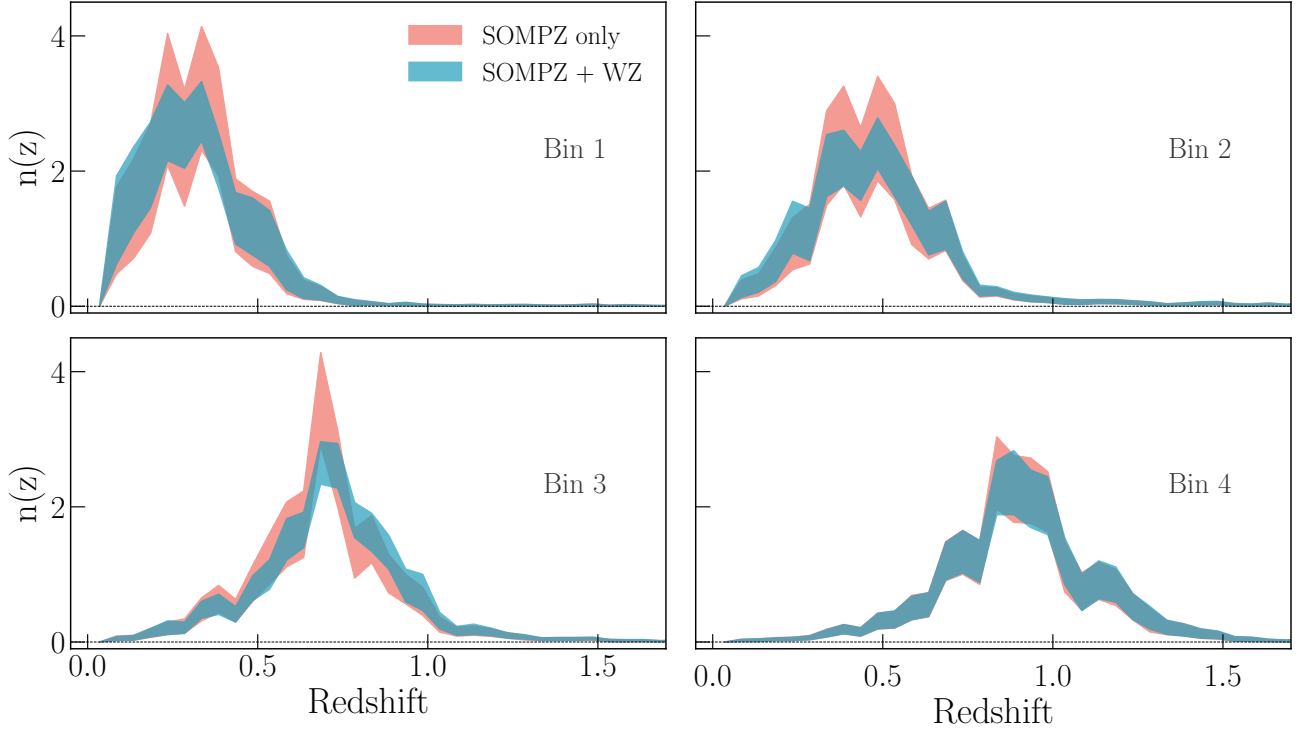 SOMPZ only
SOMPZ + WZ
4
2
0
n(z)
Bin 1
Bin 2
4
2
0
n(z)
Bin 3
Bin 4
0.0 0.5 1.0 1.5
0.0 0.5 1.0 1.5
Redshift
Redshift